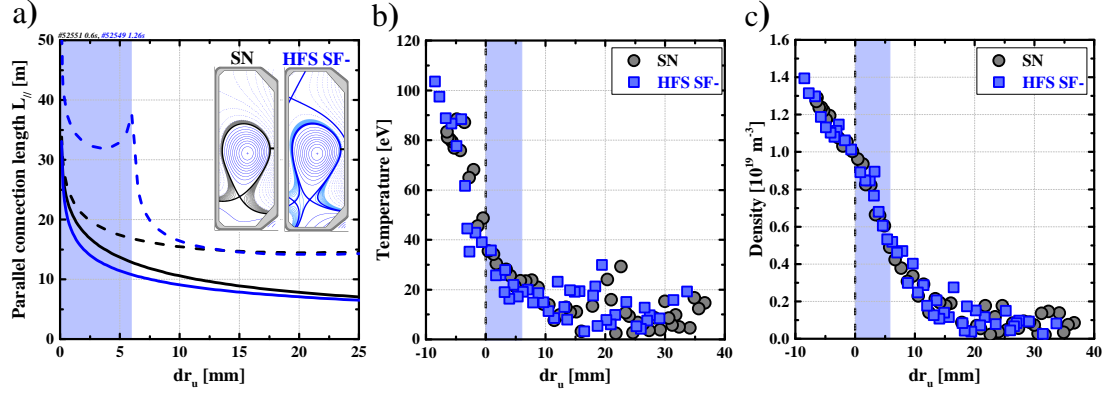 a)
#52551 0.6s, #52549 1.26s
SN
HFS SF-
Parallel connection length L// [m]
50
40
30
20
10
0
0
5
10
15
20
25
dru [mm]
b)
SN
HFS SF-
Temperature [eV]
120
100
80
60
40
20
0
-10
0
10
20
30
40
dru [mm]
c)
SN
HFS SF-
Density [10^19 m^-3]
1.6
1.4
1.2
1.0
0.8
0.6
0.4
0.2
0.0
-10
0
10
20
30
40
dru [mm]